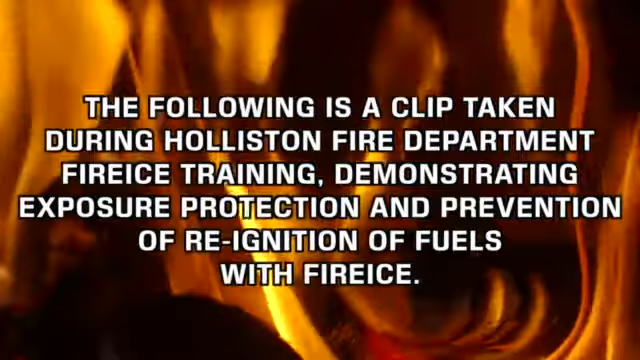 THE FOLLOWING IS A CLIP TAKEN
DURING HOLLISTON FIRE DEPARTMENT
FIREICE TRAINING, DEMONSTRATING
EXPOSURE PROTECTION AND PREVENTION
OF RE-IGNITION OF FUELS
WITH FIREICE.